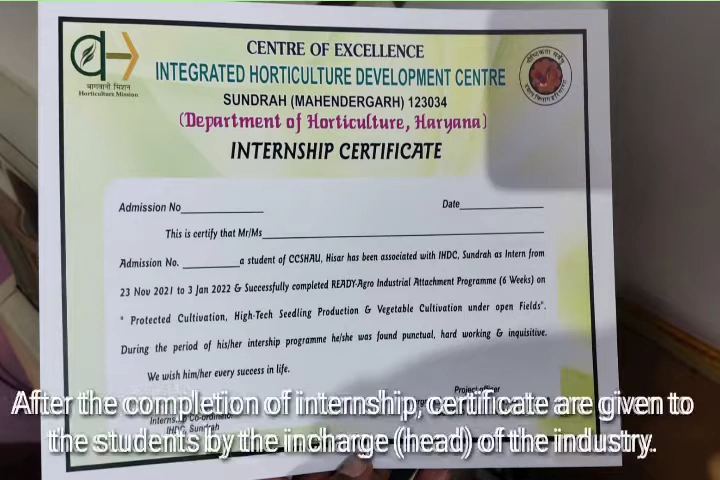 CENTRE OF EXCELLENCE
INTEGRATED HORTICULTURE DEVELOPMENT CENTRE
SUNDRAH (MAHENDERGARH) 123034
(Department of Horticulture, Haryana)
INTERNSHIP CERTIFICATE
बागवानी मिशन
Horticulture Mission
Admission No
Date
This is certify that Mr/Ms
Admission No. a student of CCSHAU, Hisar has been associated with IHDC, Sundrah as Intern from
23 Nov 2021 to 3 Jan 2022 & Successfully completed READY-Agro Industrial Attachment Programme (6 Weeks) on
" Protected Cultivation, High-Tech Seedling Production & Vegetable Cultivation under open Fields".
During the period of his/her intership programme he/she was found punctual, hard working & inquisitive.
We wish him/her every success in life.
Project officer
IHDC, Sundrah
After the completion of internship, certificate are given to
the students by the incharge (head) of the industry.